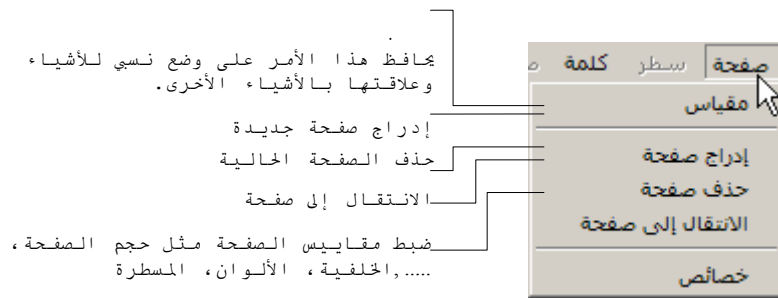 صفحة سطر كلمة ص
مقياس
إدراج صفحة
حذف صفحة
الانتقال إلى صفحة
خصائص
.
يحافظ هذا الأمر على وضع نسبي للأشياء
وعلاقتها بالأشياء الأخرى.
إدراج صفحة جديدة
حذف الصفحة الحالية
الانتقال إلى صفحة
ضبط مقاييس الصفحة مثل حجم الصفحة،
الخلفية، الألوان، المسطرة, .....